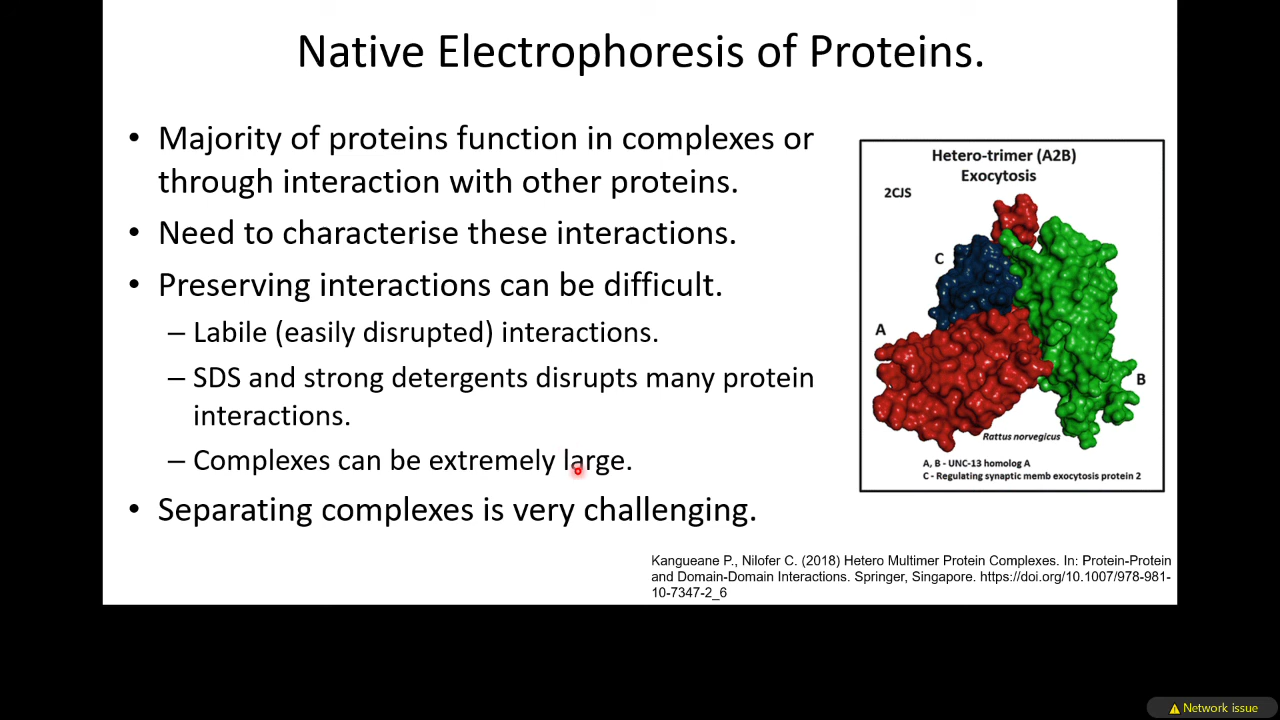 Native Electrophoresis of Proteins.
• Majority of proteins function in complexes or
through interaction with other proteins.
• Need to characterise these interactions.
• Preserving interactions can be difficult.
– Labile (easily disrupted) interactions.
– SDS and strong detergents disrupts many protein
interactions.
– Complexes can be extremely large.
• Separating complexes is very challenging.
Hetero-trimer (A2B)
Exocytosis
2CJS
C
A
B
Rattus norvegicus
A, B - UNC-13 homolog A
C - Regulating synaptic memb exocytosis protein 2
Kangueane P., Nilofer C. (2018) Hetero Multimer Protein Complexes. In: Protein-Protein
and Domain-Domain Interactions. Springer, Singapore. https://doi.org/10.1007/978-981-
10-7347-2_6
Network issue